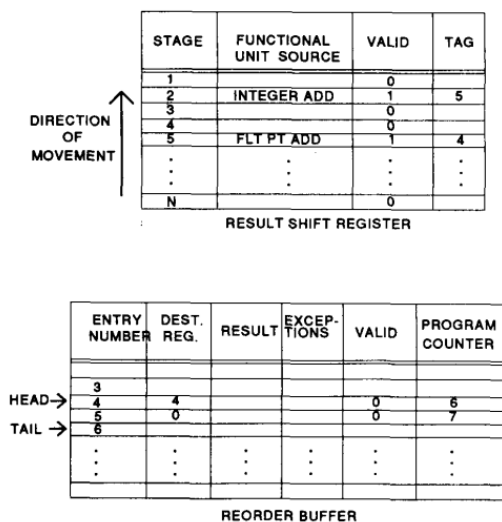 STAGE FUNCTIONAL UNIT SOURCE VALID TAG
1 0
2 INTEGER ADD 1 5
3 0
4 0
5 FLT PT ADD 1 4
N 0
DIRECTION
OF
MOVEMENT
RESULT SHIFT REGISTER
ENTRY NUMBER DEST. REG. RESULT EXCEP-TIONS VALID PROGRAM COUNTER
3
HEAD → 4 4 0 6
5 0 0 7
TAIL → 6
REORDER BUFFER